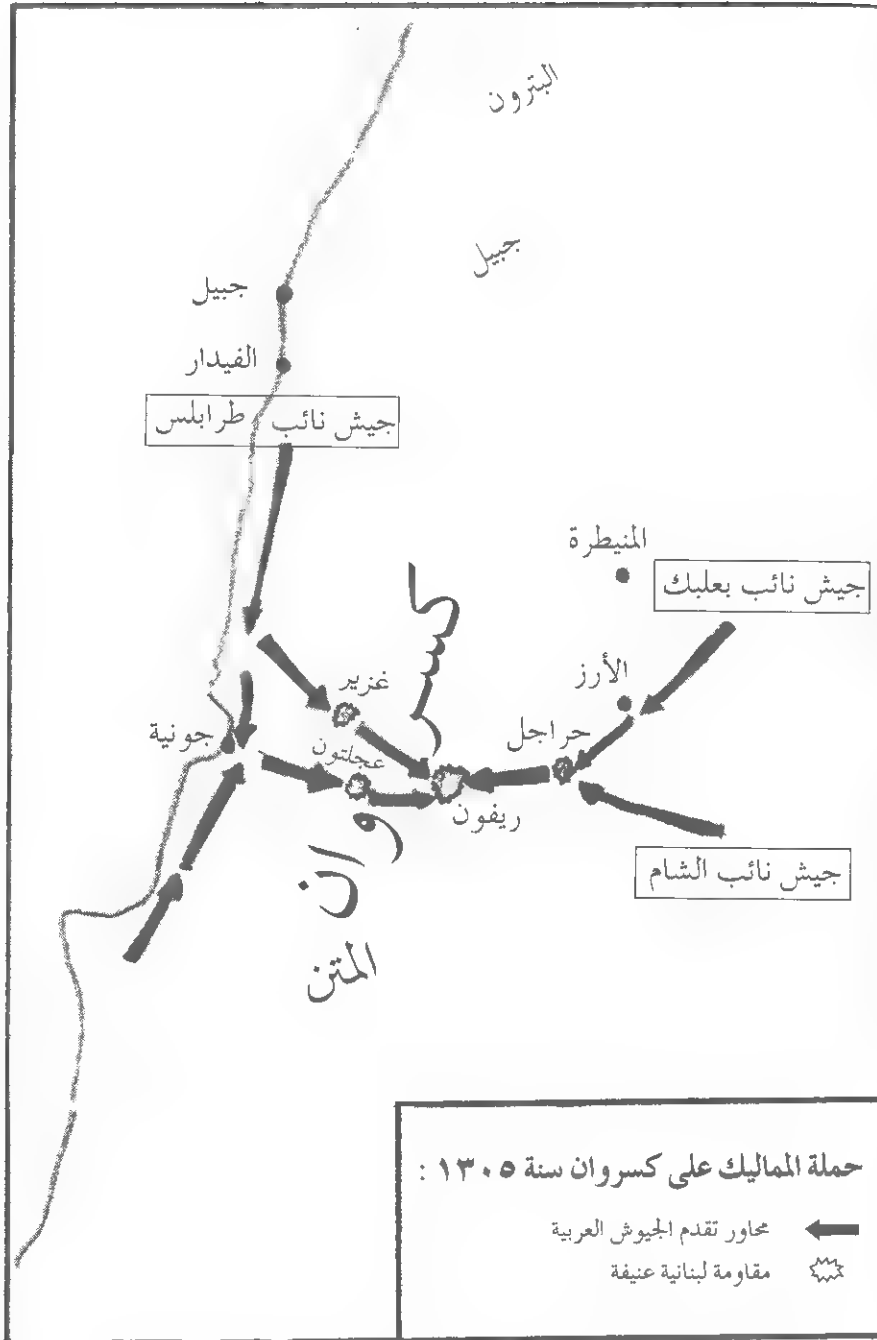 البترون
جبيل
جبيل
الفيدار
جيش نائب طرابلس
المنيطرة
جيش نائب بعلبك
كسروان
الأرز
غزير
حراجل
جونية
عجلتون
ريفون
جيش نائب الشام
المتن
حملة المماليك على كسروان سنة ١٣٠٥ :
محاور تقدم الجيوش العربية
مقاومة لبنانية عنيفة